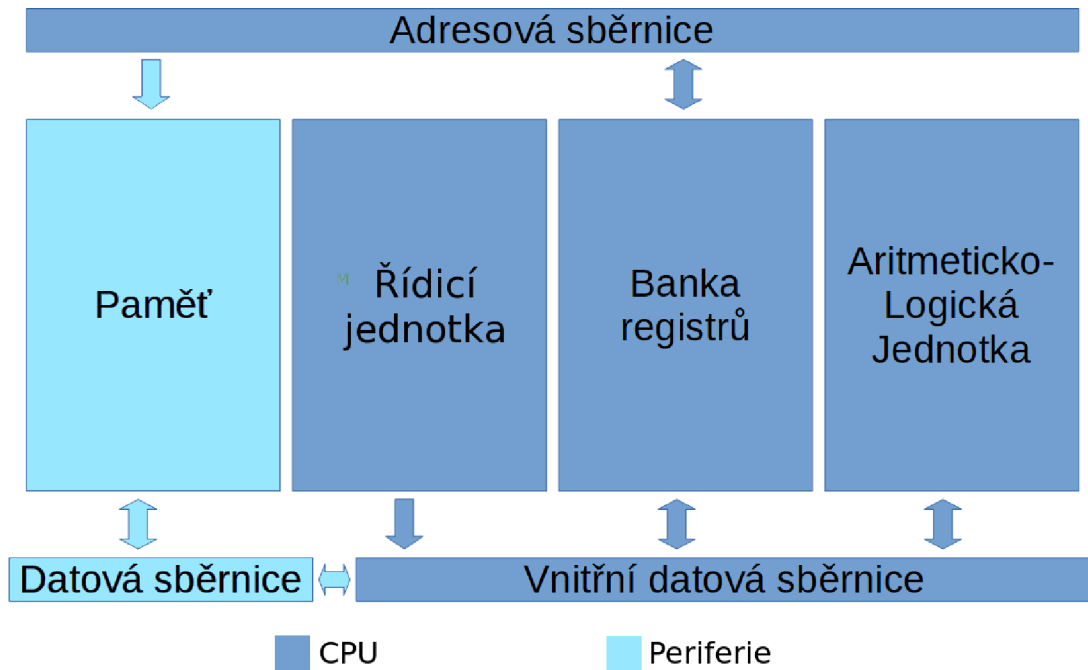 Adresová sběrnice
Paměť
M
Řídicí
jednotka
Banka
registrů
Aritmeticko-
Logická
Jednotka
Datová sběrnice
Vnitřní datová sběrnice
CPU
Periferie